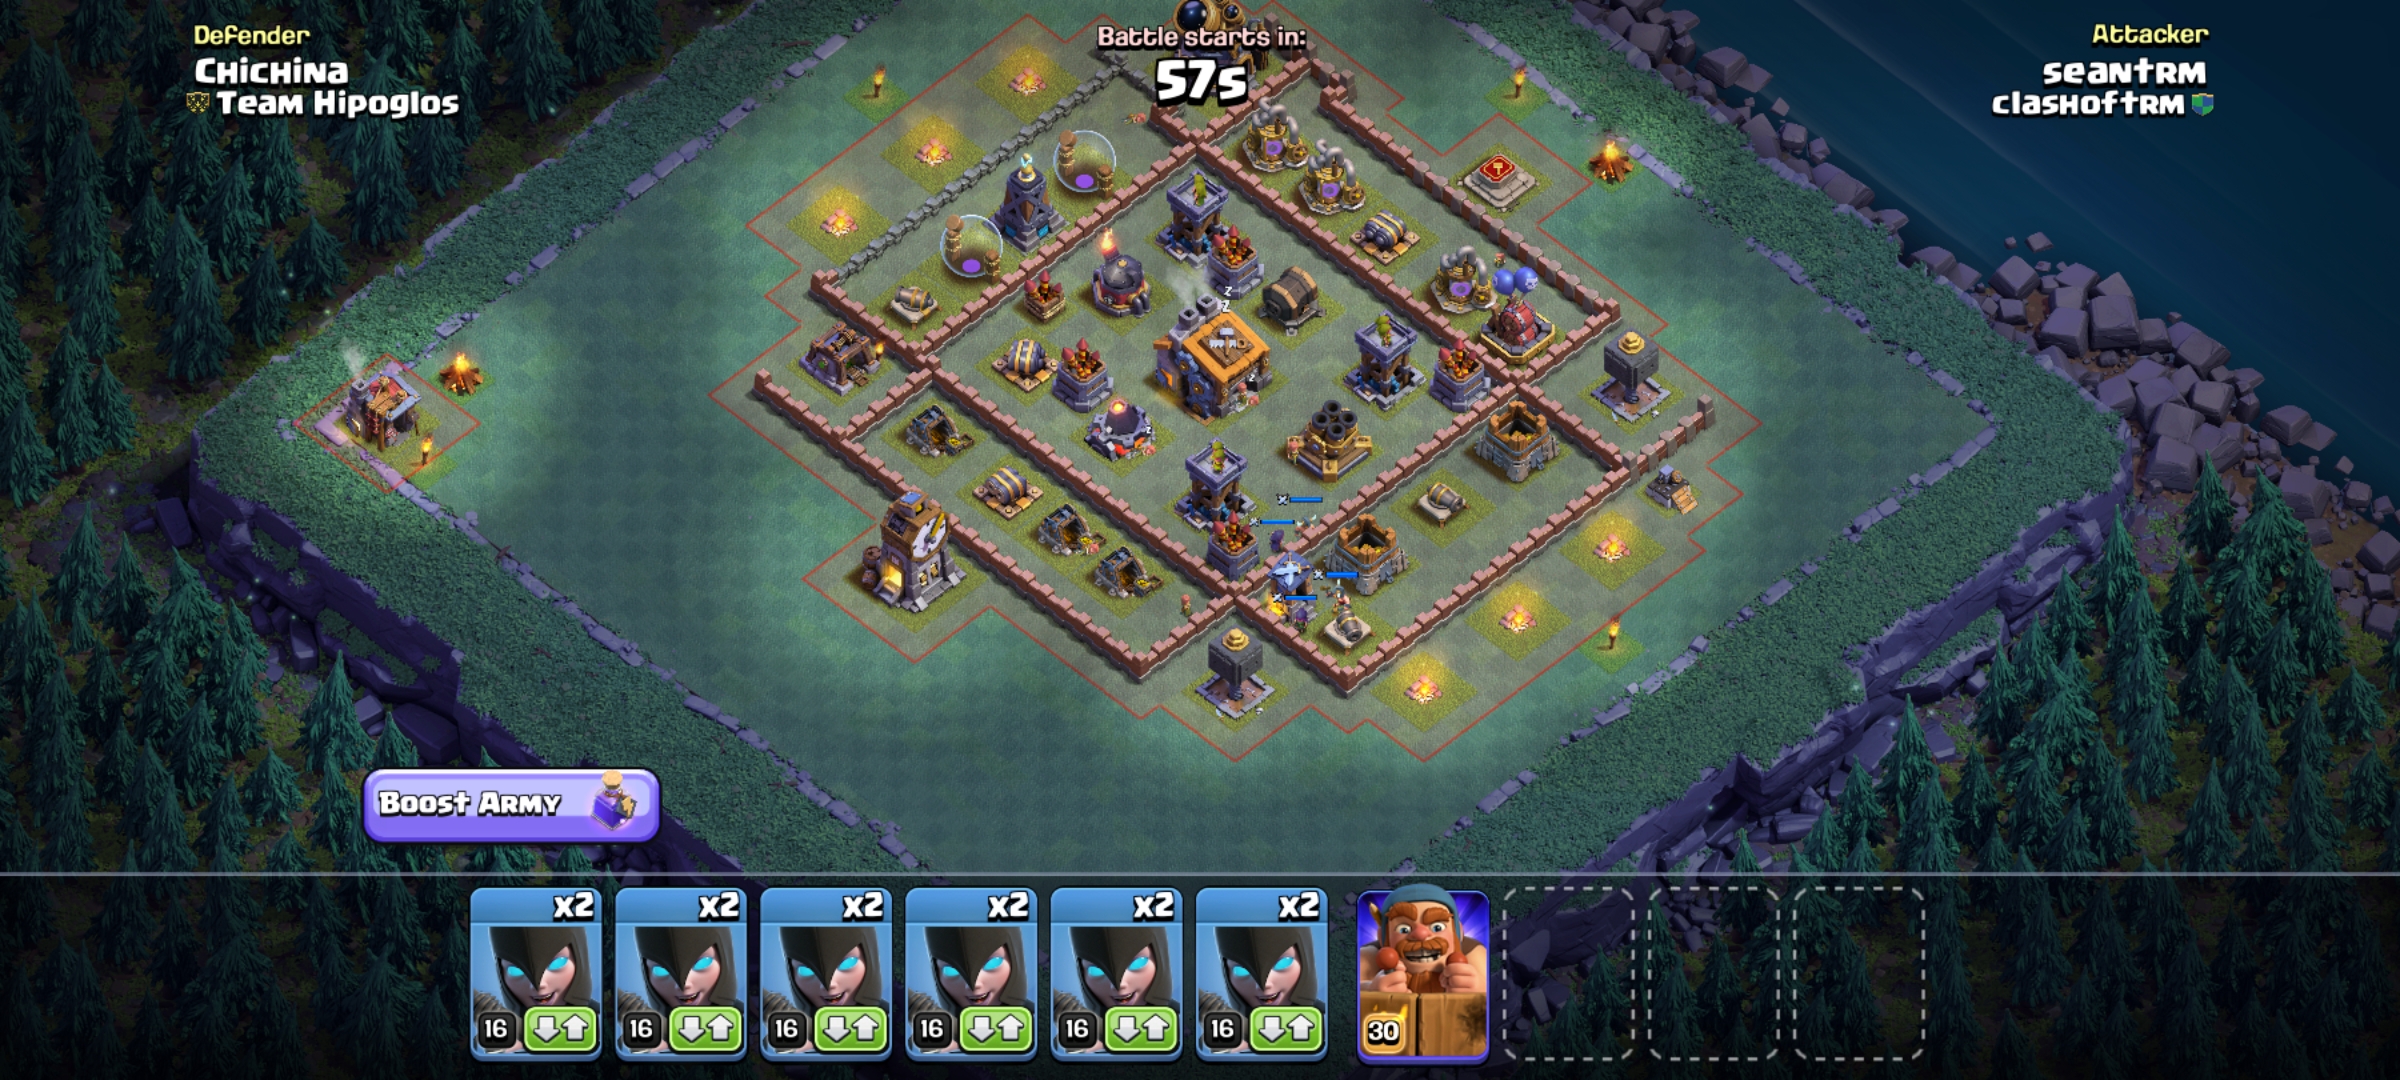 Defender
CHICHINA
TEAM HIPOGLOS
Battle starts in:
57s
Attacker
seantRM
clashoftRM
Z
Z
z
z
BOOST ARMY
x2
x2
x2
x2
x2
x2
16
16
16
16
16
16
30